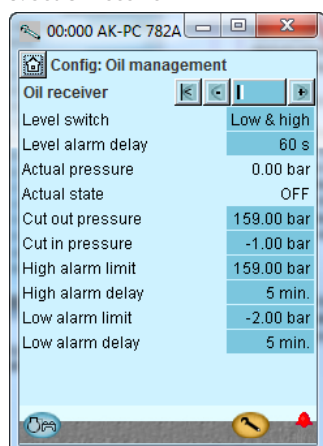 00:000 AK-PC 782A
Config: Oil management
Oil receiver
Level switch Low & high
Level alarm delay 60 s
Actual pressure 0.00 bar
Actual state OFF
Cut out pressure 159.00 bar
Cut in pressure -1.00 bar
High alarm limit 159.00 bar
High alarm delay 5 min.
Low alarm limit -2.00 bar
Low alarm delay 5 min.